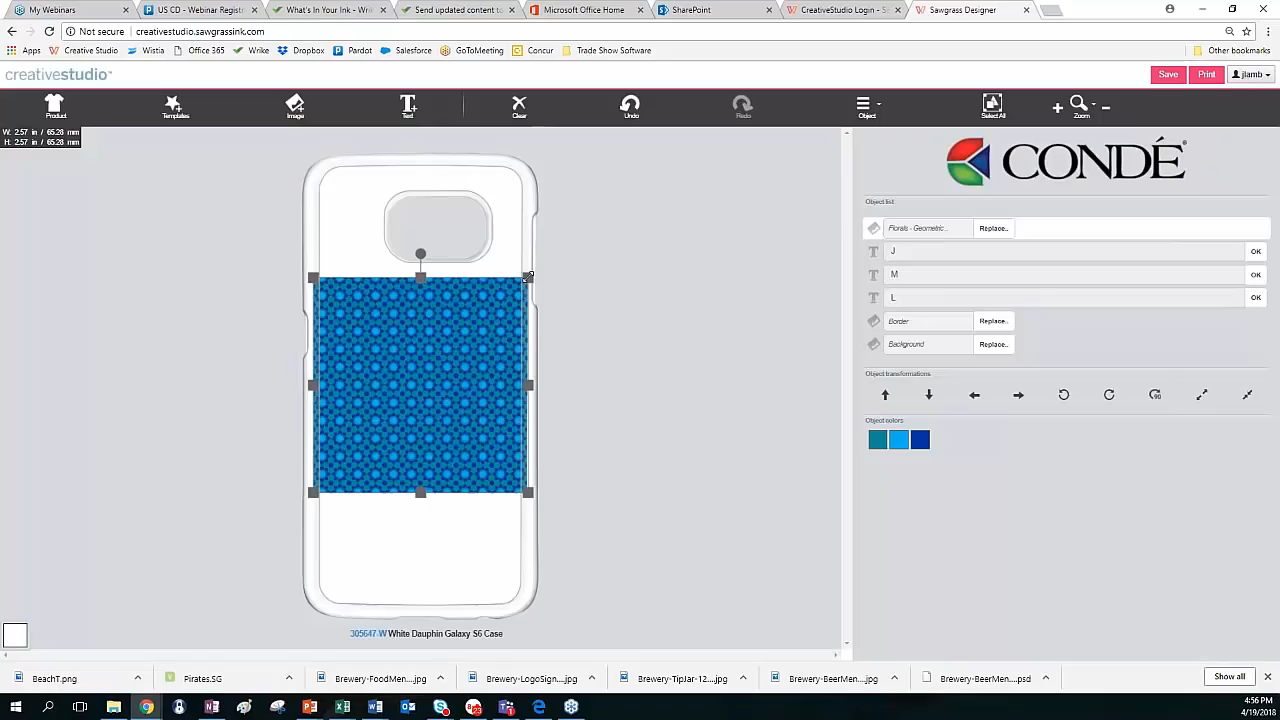 My Webinars
US CD - Webinar Registr
What's In Your Ink - Wri
Send updated content to
Microsoft Office Home
SharePoint
CreativeStudio Login - S
Sawgrass Designer
Not secure | creativestudio.sawgrassink.com
Apps Creative Studio Wistia Office 365 Wrike Dropbox Pardot Salesforce GoToMeeting Concur Trade Show Software Other bookmarks
creativestudio™ Save Print jlamb
Product Templates Image Text Clear Undo Redo Object Select All Zoom
W: 2.57 in / 65.28 mm
H: 2.57 in / 65.28 mm
CONDÉ®
Object list
Florals - Geometric... Replace..
J OK
M OK
L OK
Border Replace..
Background Replace..
Object transformations
90
Object colors
305647-W White Dauphin Galaxy S6 Case
BeachT.png
Pirates.SG
Brewery-FoodMen....jpg
Brewery-LogoSign...jpg
Brewery-TipJar-12...jpg
Brewery-BeerMen....jpg
Brewery-BeerMen....psd
Show all
4:56 PM
4/19/2018